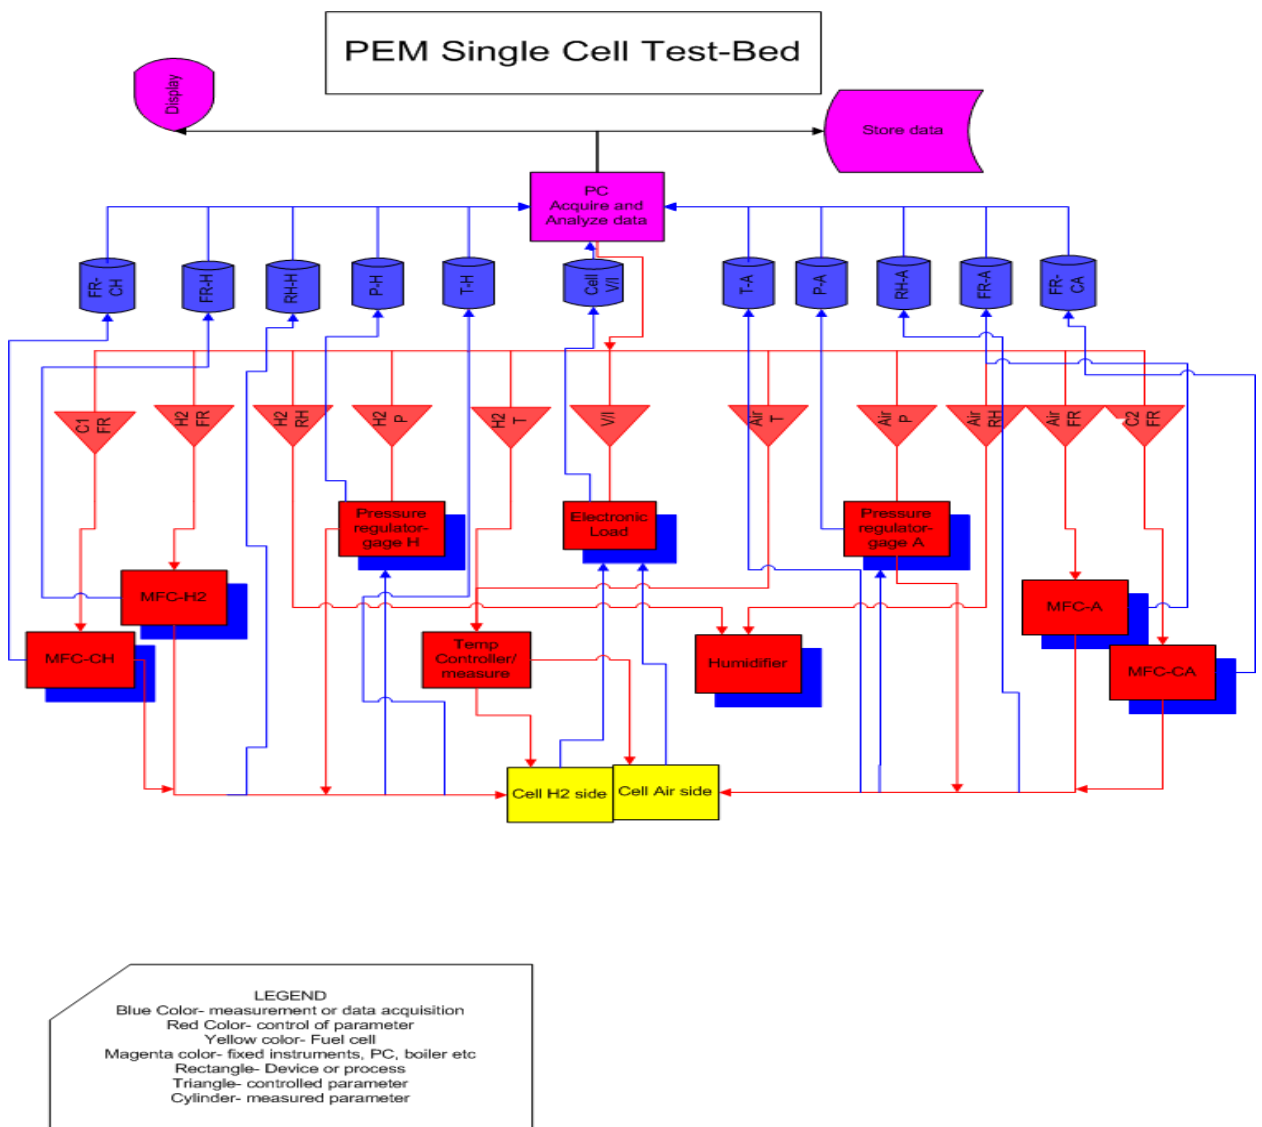 PEM Single Cell Test-Bed
Display
Store data
PC
Acquire and
Analyze data
FR-
CH
FR-H
RH-H
P-H
T-H
Cell
V/I
T-A
P-A
RH-A
FR-A
FR-
CA
C1
FR
H2
FR
H2
RH
H2
P
H2
T
V/I
Air
T
Air
P
Air
RH
Air
FR
C2
FR
Pressure
regulator-
gage H
Electronic
Load
Pressure
regulator-
gage A
MFC-H2
MFC-A
MFC-CH
Temp
Controller/
measure
Humidifier
MFC-CA
Cell H2 side
Cell Air side
LEGEND
Blue Color- measurement or data acquisition
Red Color- control of parameter
Yellow color- Fuel cell
Magenta color- fixed instruments, PC, boiler etc
Rectangle- Device or process
Triangle- controlled parameter
Cylinder- measured parameter